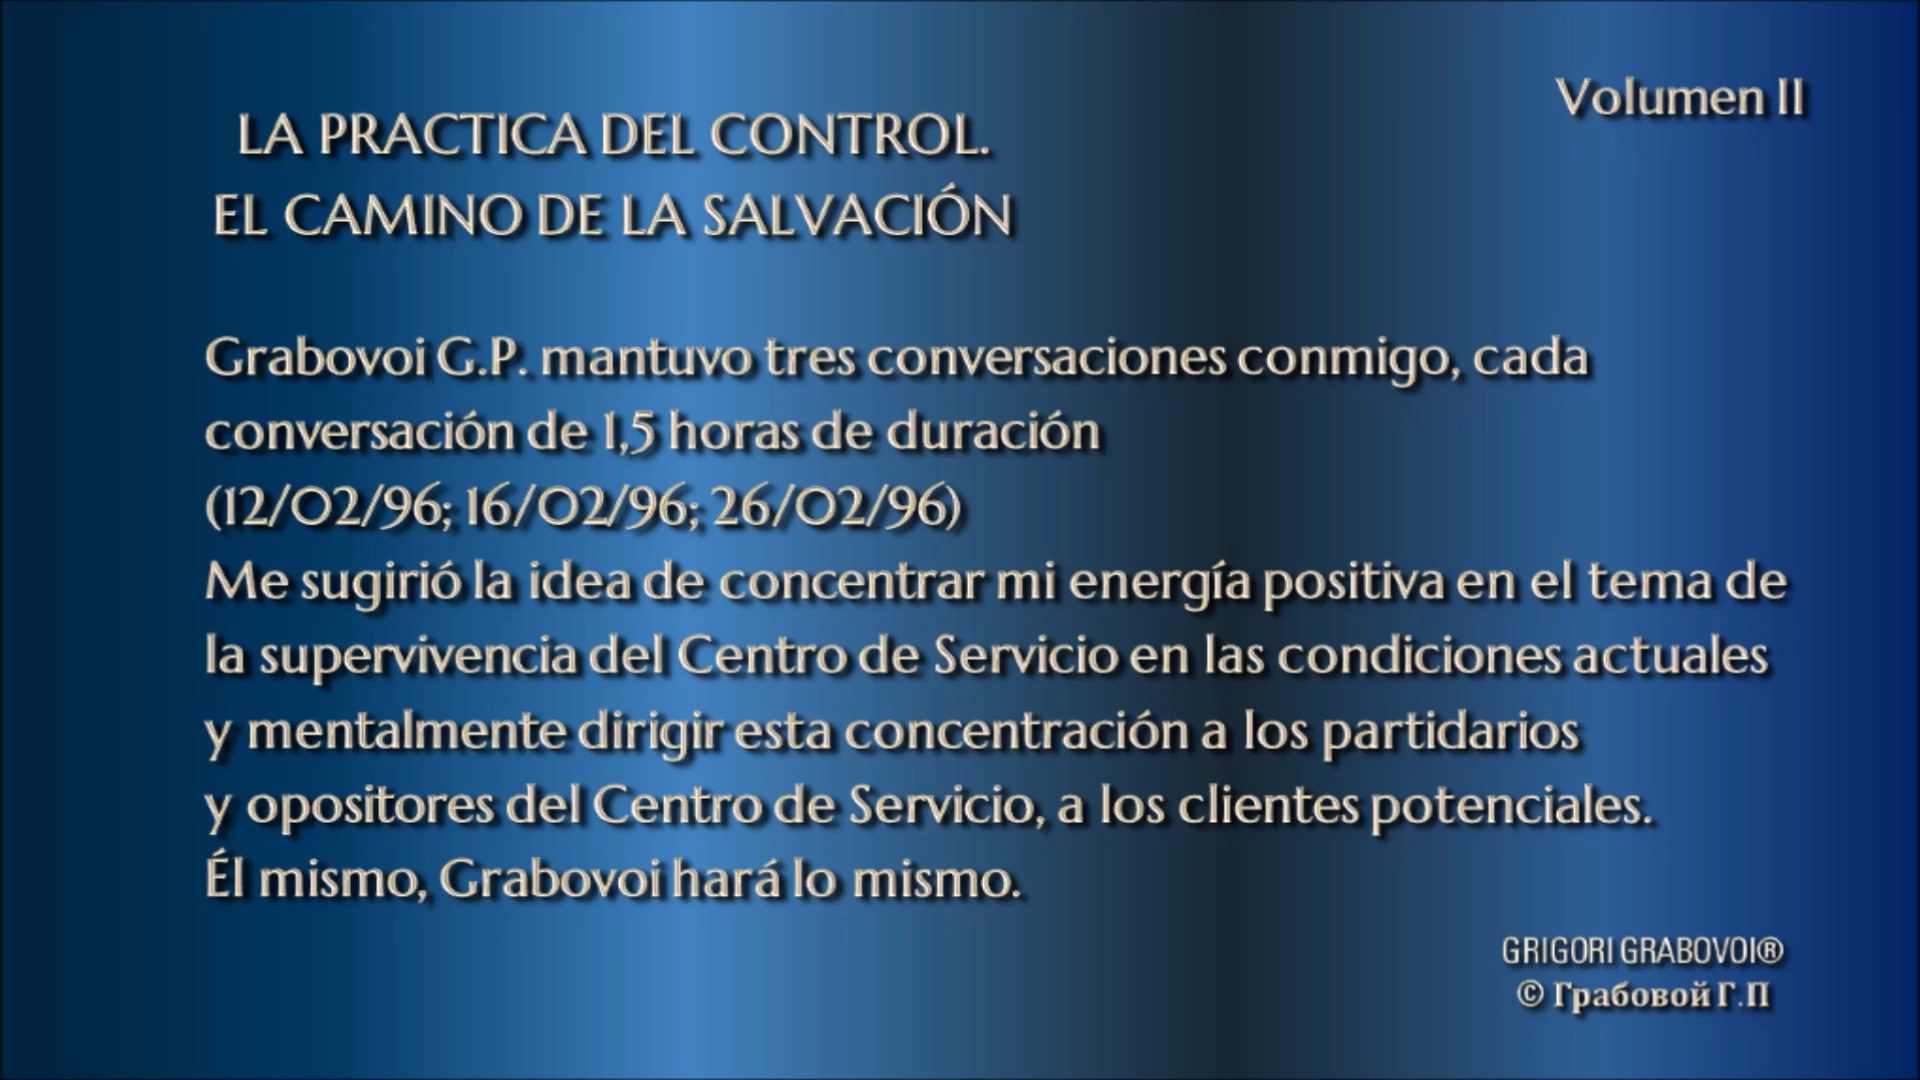 Volumen II
LA PRACTICA DEL CONTROL.
EL CAMINO DE LA SALVACIÓN
Grabovoi G.P. mantuvo tres conversaciones conmigo, cada
conversación de 1,5 horas de duración
(12/02/96; 16/02/96; 26/02/96)
Me sugirió la idea de concentrar mi energía positiva en el tema de
la supervivencia del Centro de Servicio en las condiciones actuales
y mentalmente dirigir esta concentración a los partidarios
y opositores del Centro de Servicio, a los clientes potenciales.
Él mismo, Grabovoi hará lo mismo.
GRIGORI GRABOVOI®
© Грабовой Г.П